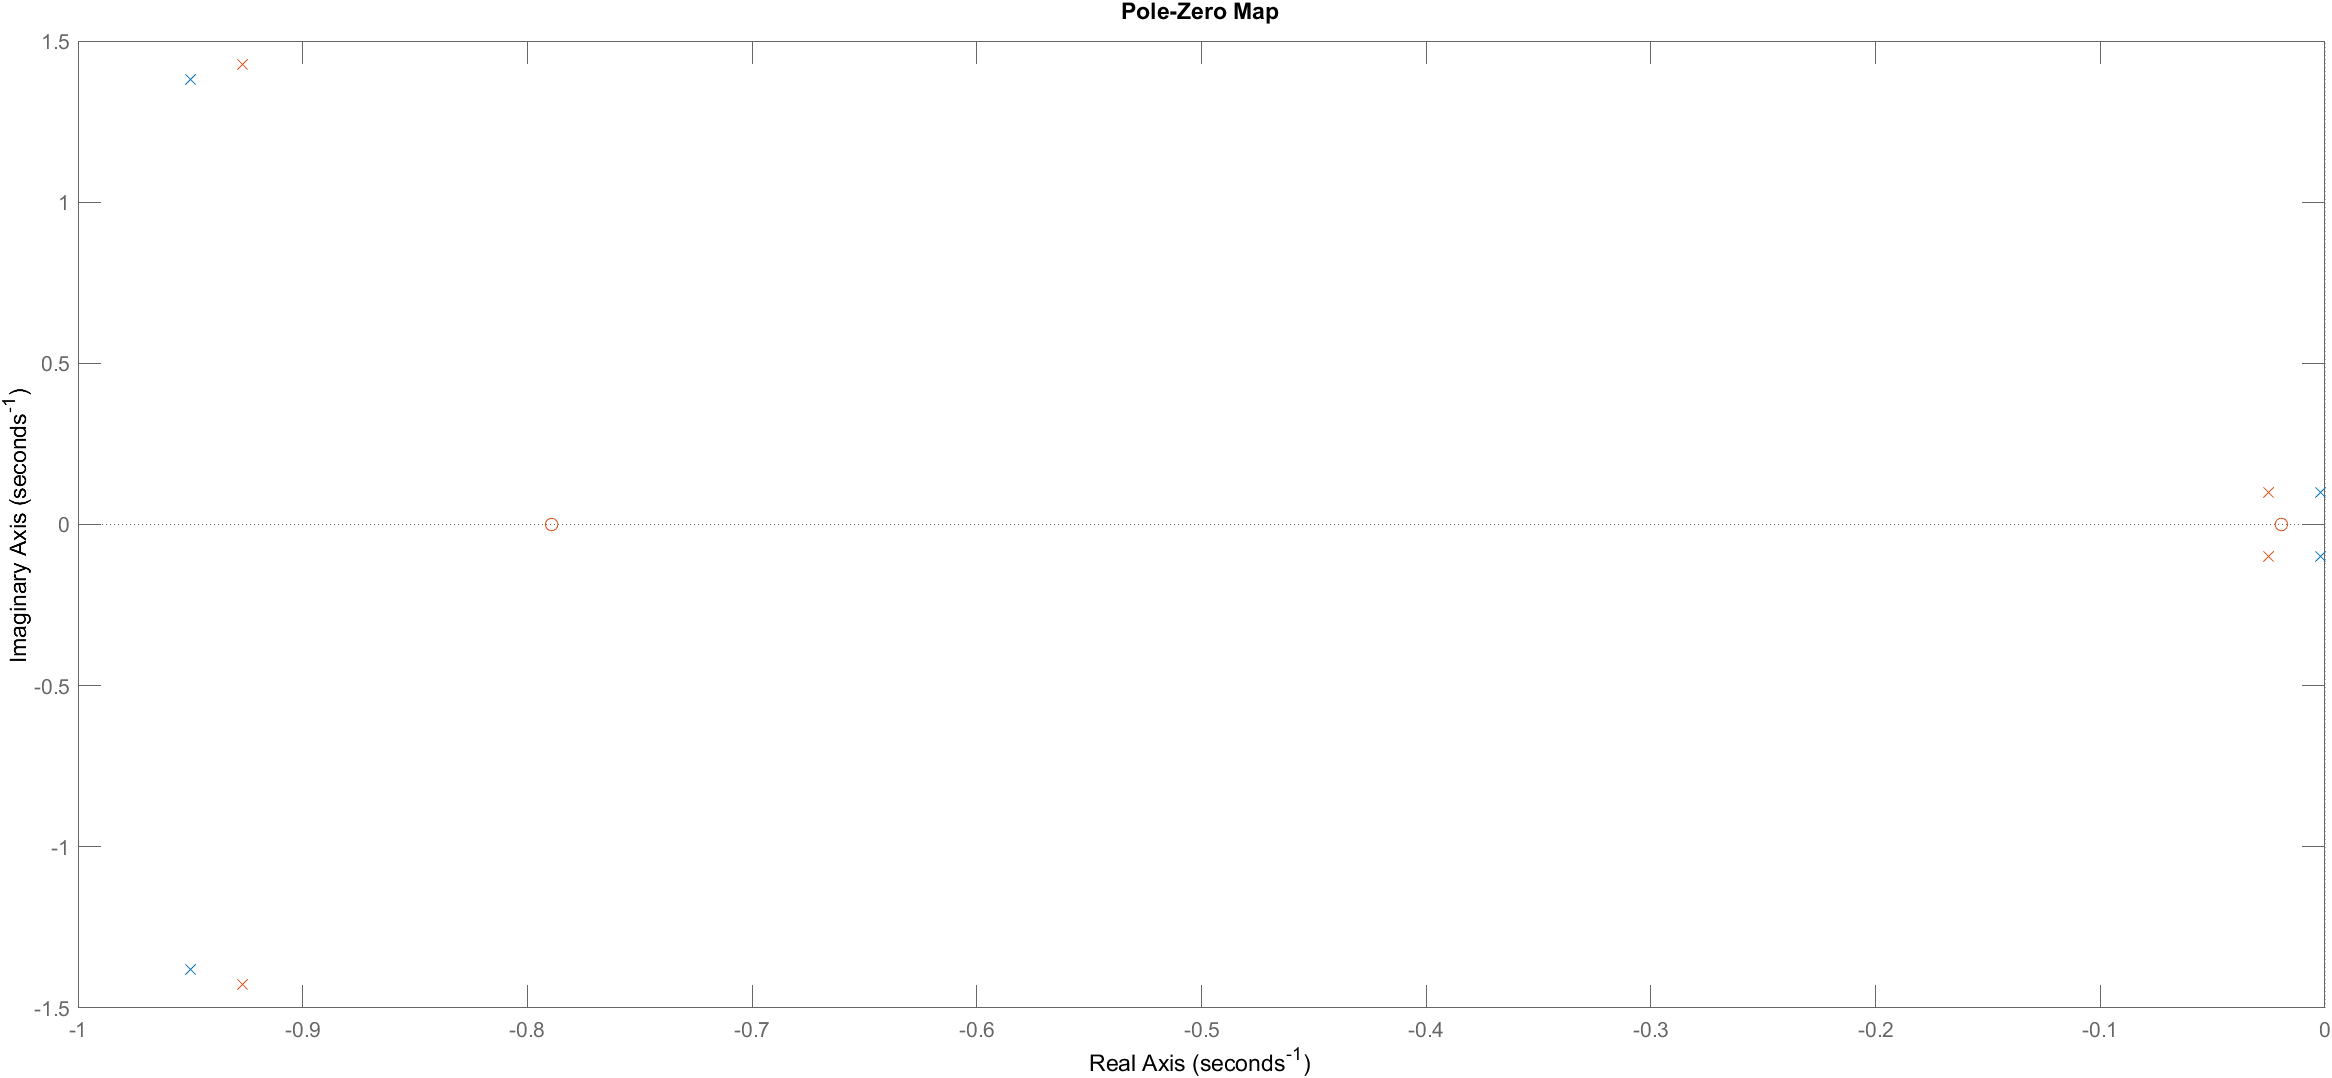 Pole-Zero Map
1.5
1
0.5
0
-0.5
-1
-1.5
Imaginary Axis (seconds⁻¹)
-1 -0.9 -0.8 -0.7 -0.6 -0.5 -0.4 -0.3 -0.2 -0.1 0
Real Axis (seconds⁻¹)